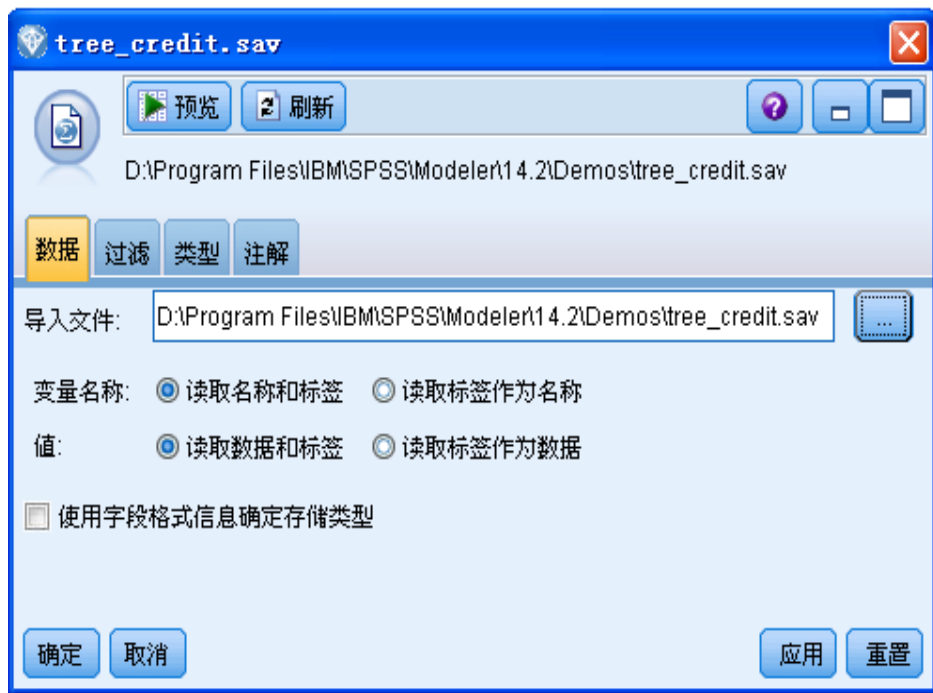 tree_credit.sav
预览 刷新
D:\Program Files\IBM\SPSS\Modeler\14.2\Demos\tree_credit.sav
数据 过滤 类型 注解
导入文件: D:\Program Files\IBM\SPSS\Modeler\14.2\Demos\tree_credit.sav ...
变量名称: 读取名称和标签 读取标签作为名称
值: 读取数据和标签 读取标签作为数据
使用字段格式信息确定存储类型
确定 取消 应用 重置